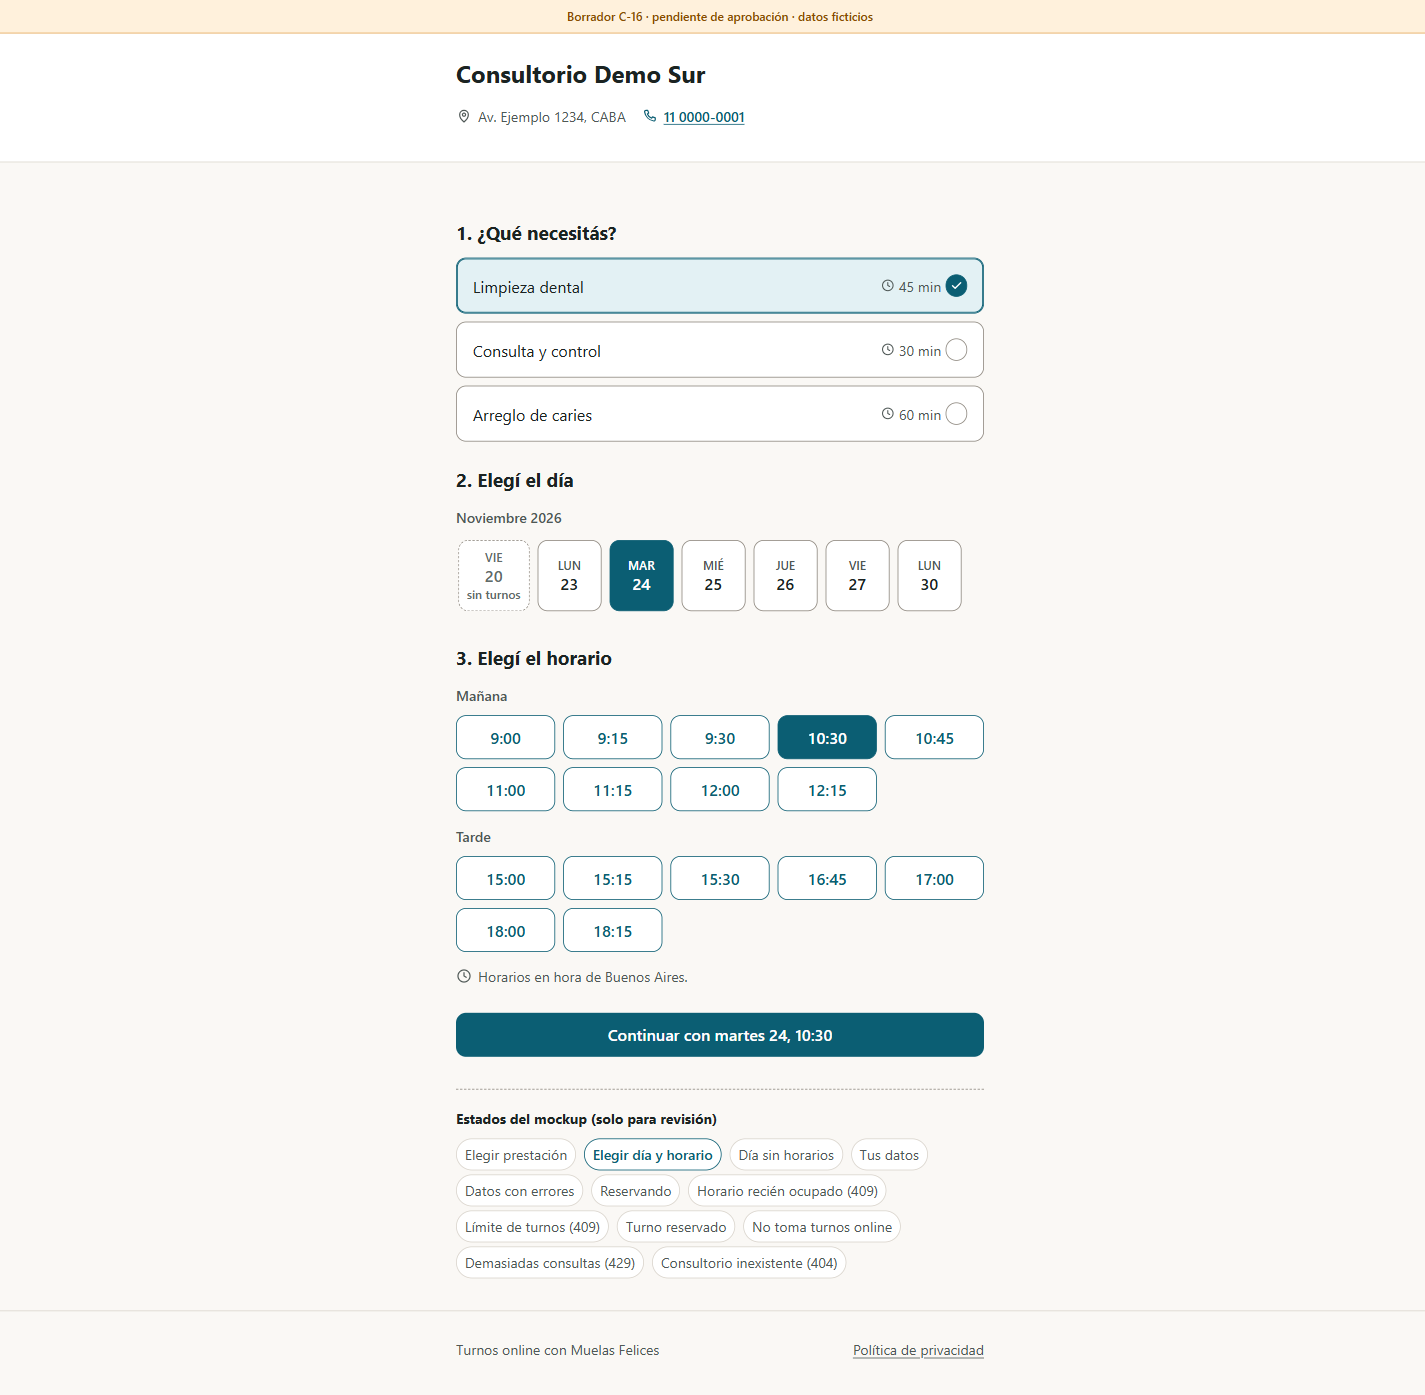 Borrador C-16 · pendiente de aprobación · datos ficticios
Consultorio Demo Sur
Av. Ejemplo 1234, CABA 11 0000-0001
1. ¿Qué necesitás?
Limpieza dental 45 min
Consulta y control 30 min
Arreglo de caries 60 min
2. Elegí el día
Noviembre 2026
VIE LUN MAR MIÉ JUE VIE LUN
20 23 24 25 26 27 30
sin turnos
3. Elegí el horario
Mañana
9:00 9:15 9:30 10:30 10:45
11:00 11:15 12:00 12:15
Tarde
15:00 15:15 15:30 16:45 17:00
18:00 18:15
Horarios en hora de Buenos Aires.
Continuar con martes 24, 10:30
Estados del mockup (solo para revisión)
Elegir prestación Elegir día y horario Día sin horarios Tus datos
Datos con errores Reservando Horario recién ocupado (409)
Límite de turnos (409) Turno reservado No toma turnos online
Demasiadas consultas (429) Consultorio inexistente (404)
Turnos online con Muelas Felices Política de privacidad